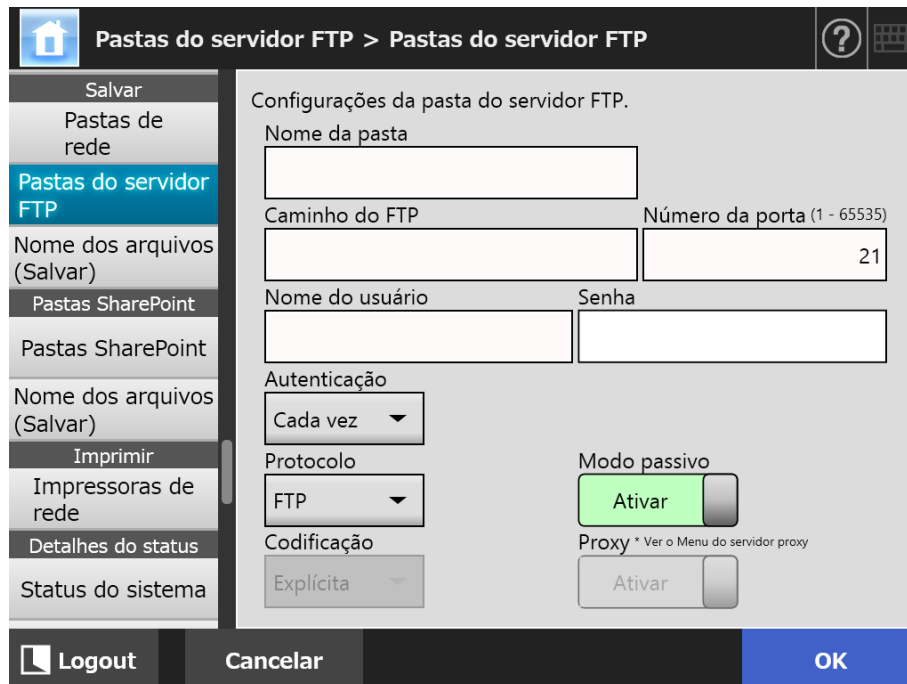 Pastas do servidor FTP > Pastas do servidor FTP
?
Salvar
Pastas de
rede
Pastas do servidor
FTP
Nome dos arquivos
(Salvar)
Pastas SharePoint
Pastas SharePoint
Nome dos arquivos
(Salvar)
Imprimir
Impressoras de
rede
Detalhes do status
Status do sistema
Configurações da pasta do servidor FTP.
Nome da pasta
Caminho do FTP
Número da porta (1 - 65535)
21
Nome do usuário
Senha
Autenticação
Cada vez
Protocolo
Modo passivo
FTP
Ativar
Codificação
Proxy * Ver o Menu do servidor proxy
Explícita
Ativar
Logout
Cancelar
OK